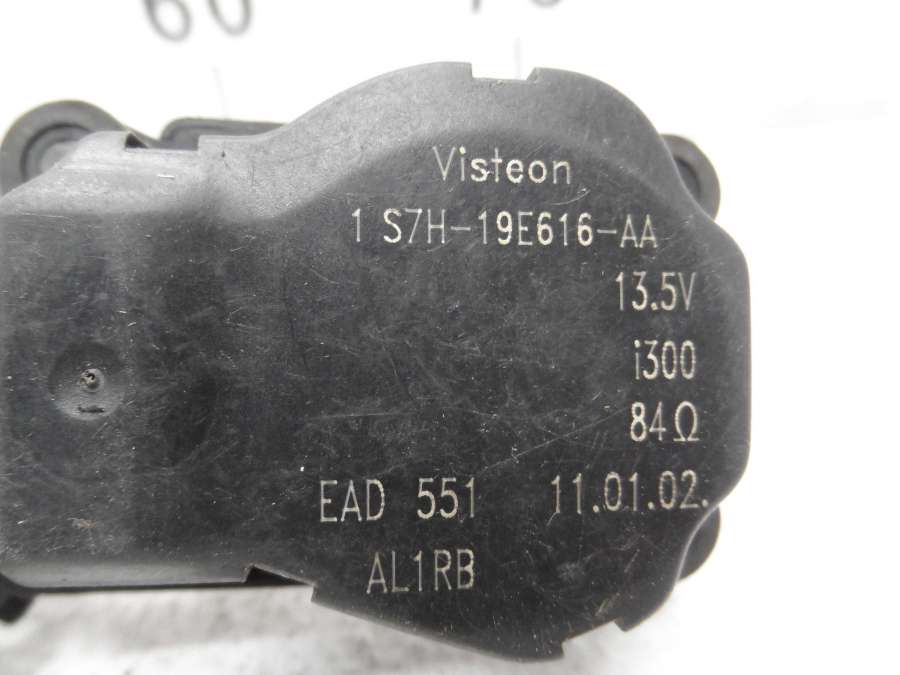 Visteon
1 S7H-19E616-AA
13.5V
i300
84Ω
EAD 551 11.01.02.
AL1RB